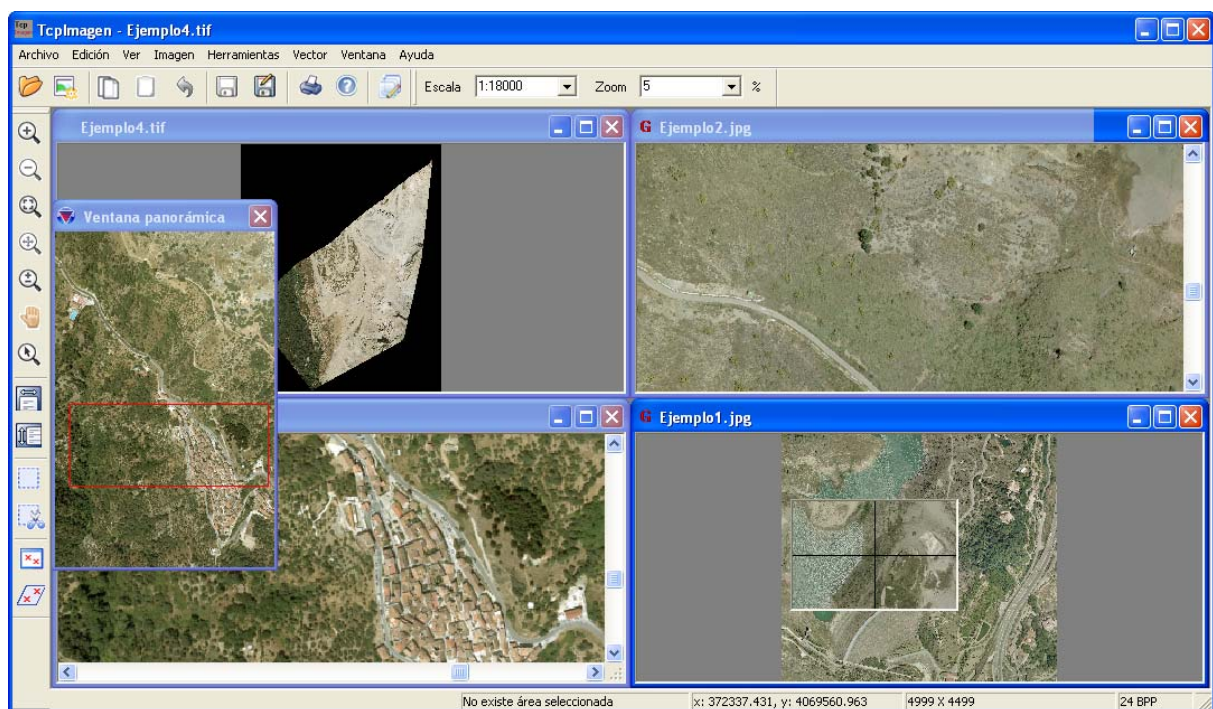 TcpImagen - Ejemplo4.tif
Archivo Edición Ver Imagen Herramientas Vector Ventana Ayuda
Escala 1:18000 Zoom 5 %
Ejemplo4.tif
G Ejemplo2.jpg
Ventana panorámica
G Ejemplo1.jpg
No existe área seleccionada x: 372337.431, y: 4069560.963 4999 X 4499 24 BPP